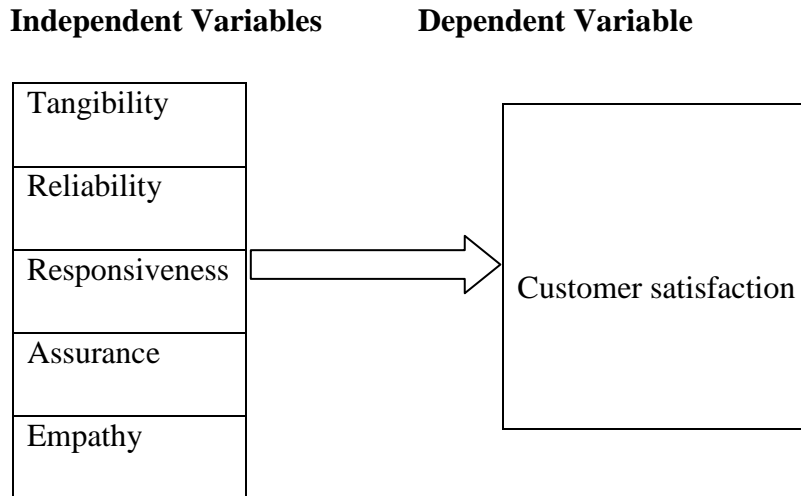 Independent Variables
Dependent Variable
Tangibility
Reliability
Responsiveness
Assurance
Empathy
Customer satisfaction